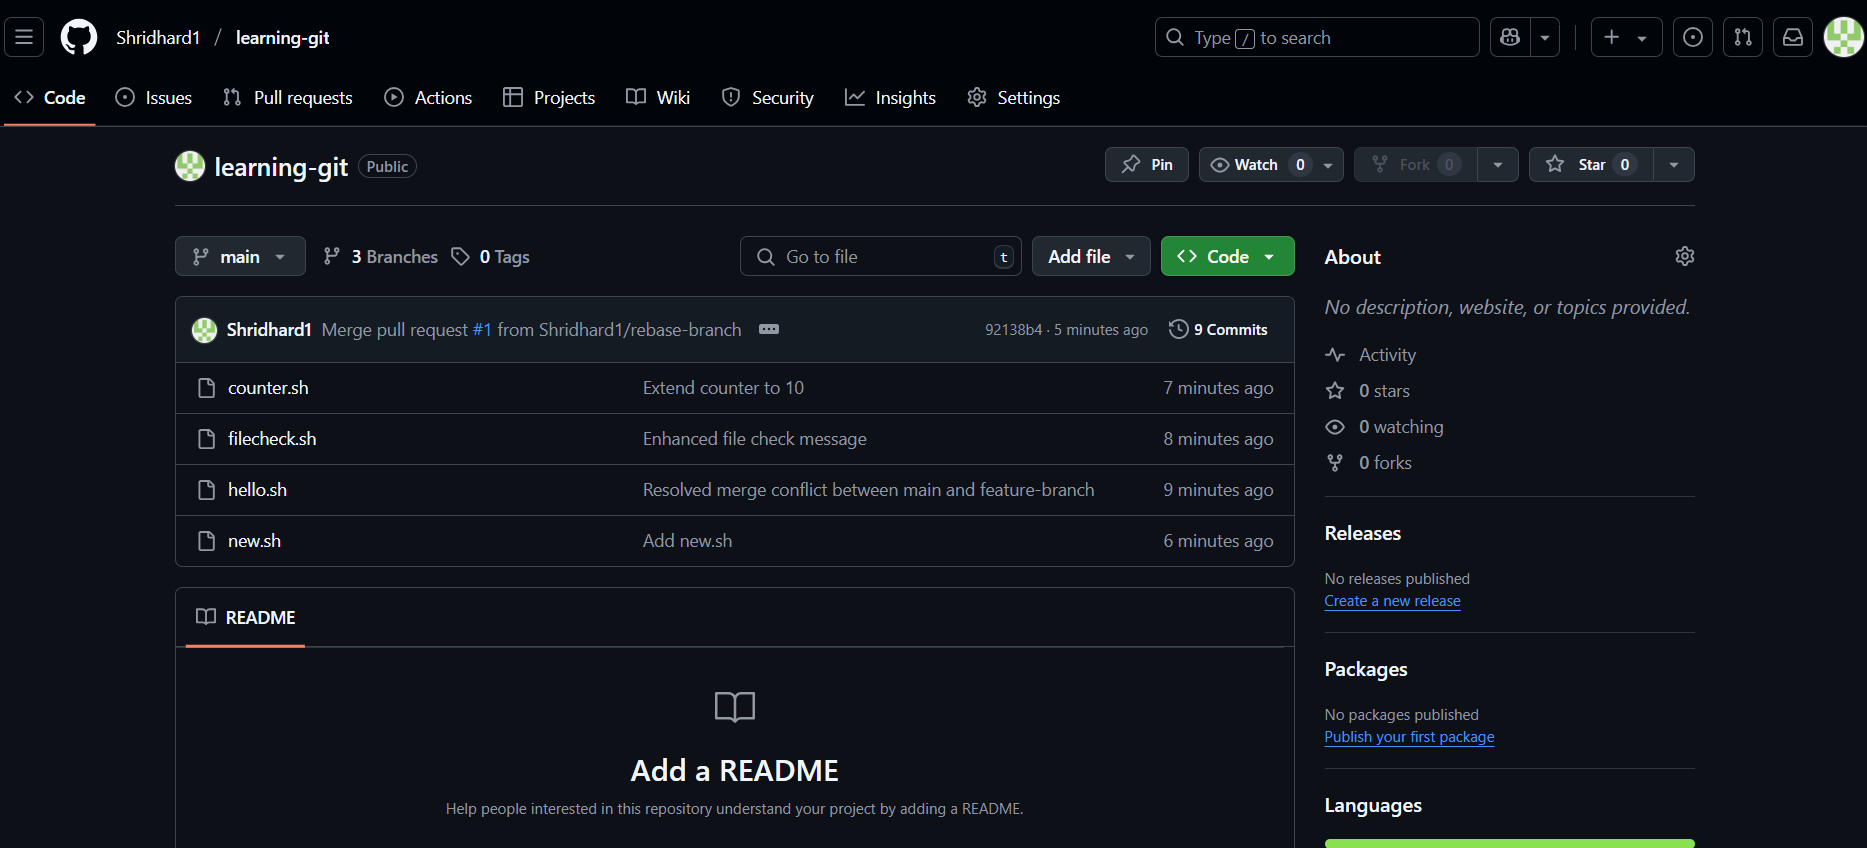 Shridhard1 / learning-git
Type / to search
Code
Issues
Pull requests
Actions
Projects
Wiki
Security
Insights
Settings
learning-git Public
Pin
Watch 0
Fork 0
Star 0
main
3 Branches
0 Tags
Go to file t
Add file
Code
Shridhard1 Merge pull request #1 from Shridhard1/rebase-branch
92138b4 · 5 minutes ago
9 Commits
counter.sh Extend counter to 10 7 minutes ago
filecheck.sh Enhanced file check message 8 minutes ago
hello.sh Resolved merge conflict between main and feature-branch 9 minutes ago
new.sh Add new.sh 6 minutes ago
README
Add a README
Help people interested in this repository understand your project by adding a README.
About
No description, website, or topics provided.
Activity
0 stars
0 watching
0 forks
Releases
No releases published
Create a new release
Packages
No packages published
Publish your first package
Languages